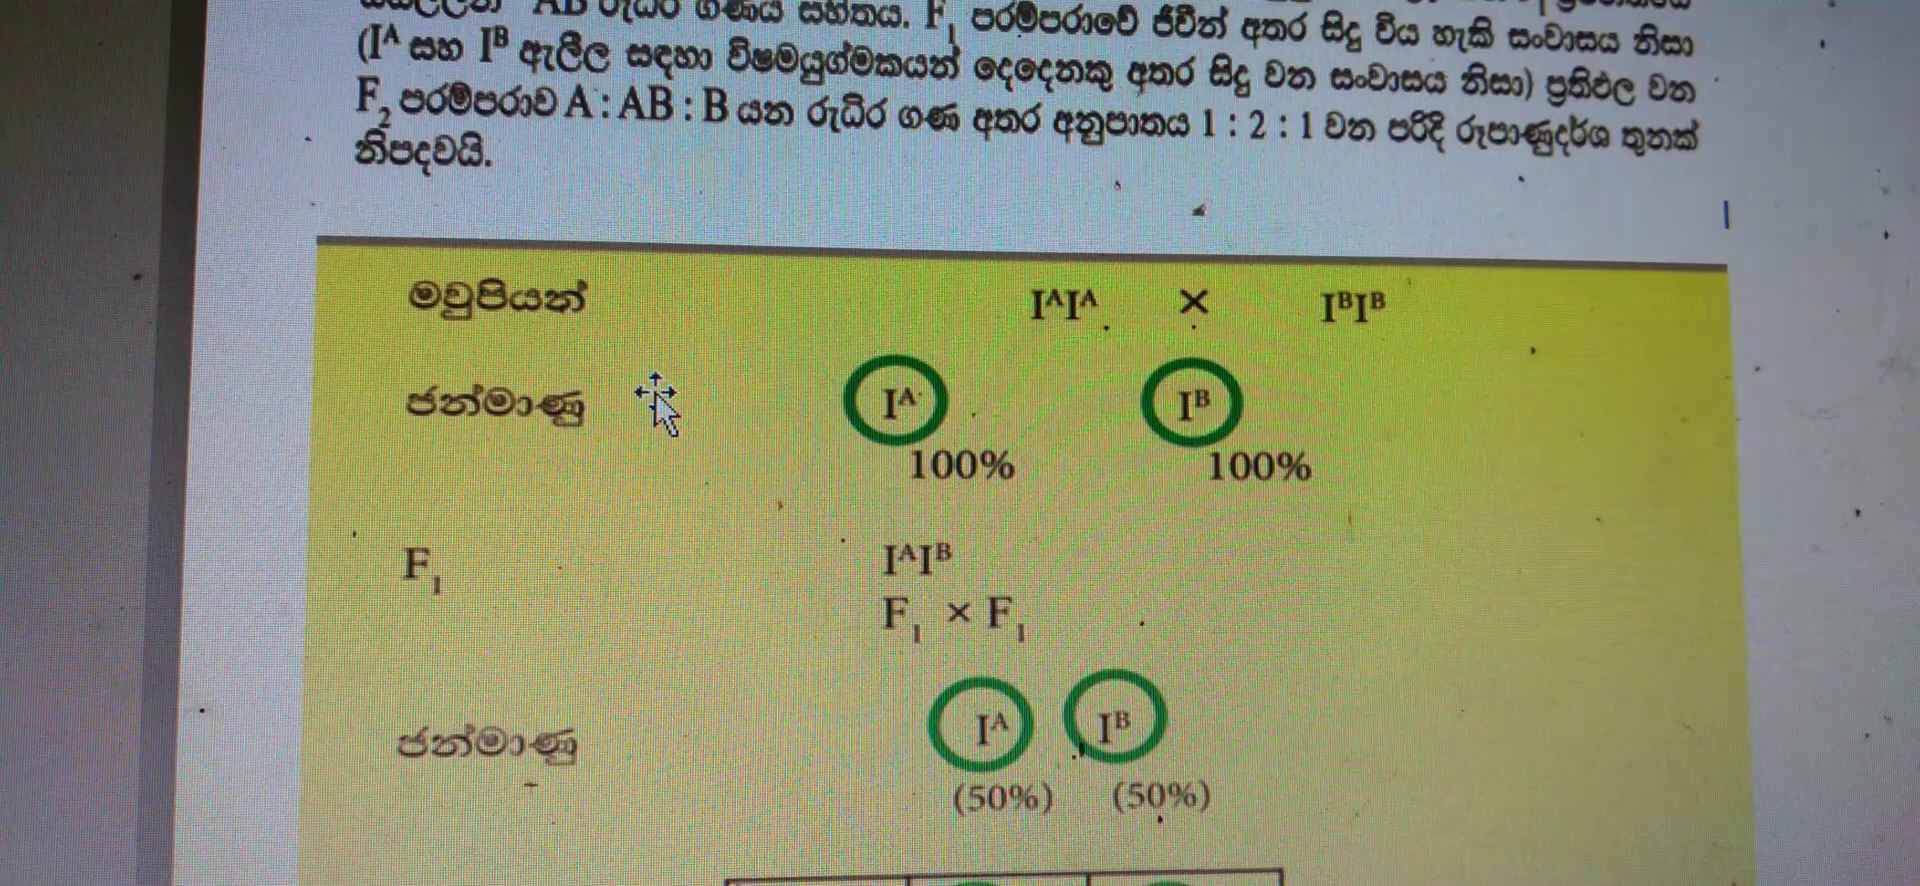 AB රුධිර ගණය සහිතය. F₁ පරම්පරාවේ ජීවීන් අතර සිදු විය හැකි සංවාසය නිසා
(Iᴬ සහ Iᴮ ඇලීල සඳහා විෂමයුග්මකයන් දෙදෙනකු අතර සිදු වන සංවාසය නිසා) ප්‍රතිඵල වන
F₂ පරම්පරාව A : AB : B යන රුධිර ගණ අතර අනුපාතය 1 : 2 : 1 වන පරිදි රූපාණුදර්ශ තුනක්
නිපදවයි.
මවුපියන් IᴬIᴬ × IᴮIᴮ
ජන්මාණු Iᴬ Iᴮ
100% 100%
F₁ IᴬIᴮ
F₁ × F₁
ජන්මාණු Iᴬ Iᴮ
(50%) (50%)